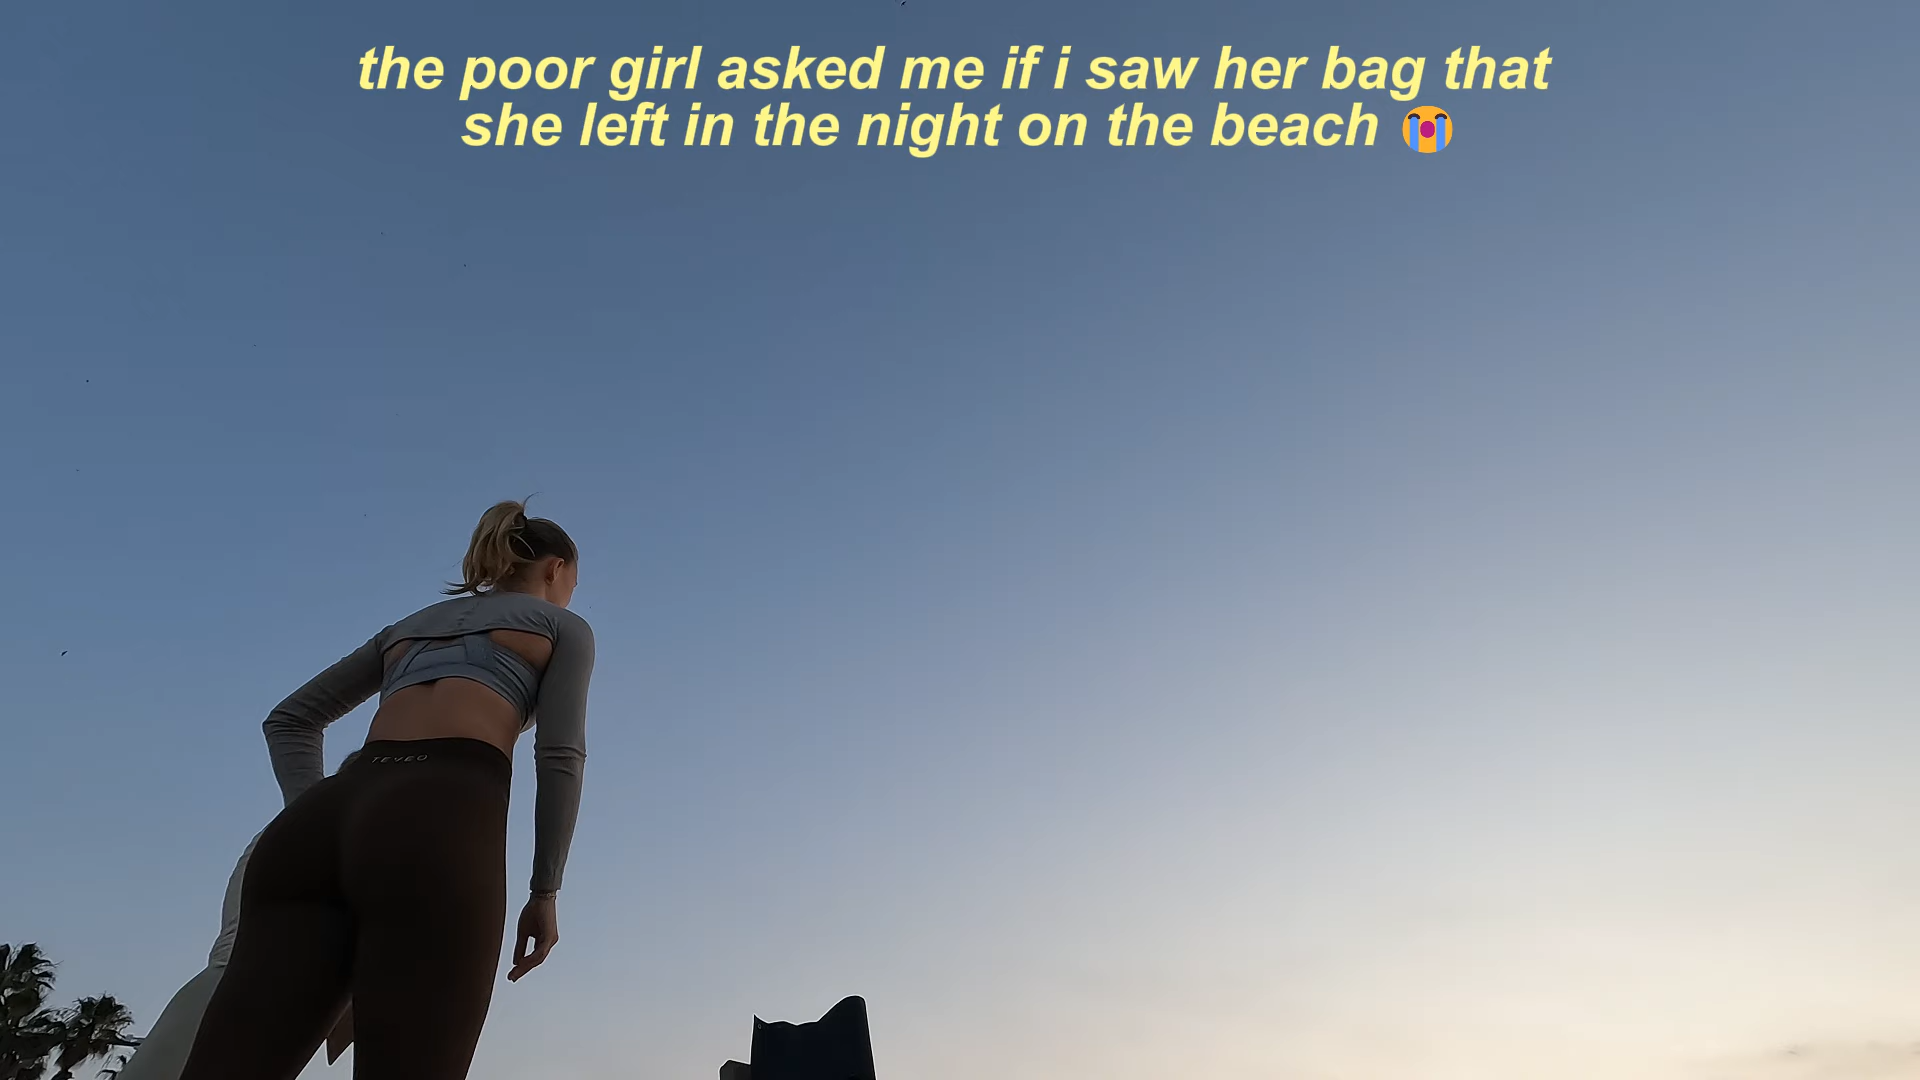 the poor girl asked me if i saw her bag that
she left in the night on the beach 😭
TEVEO